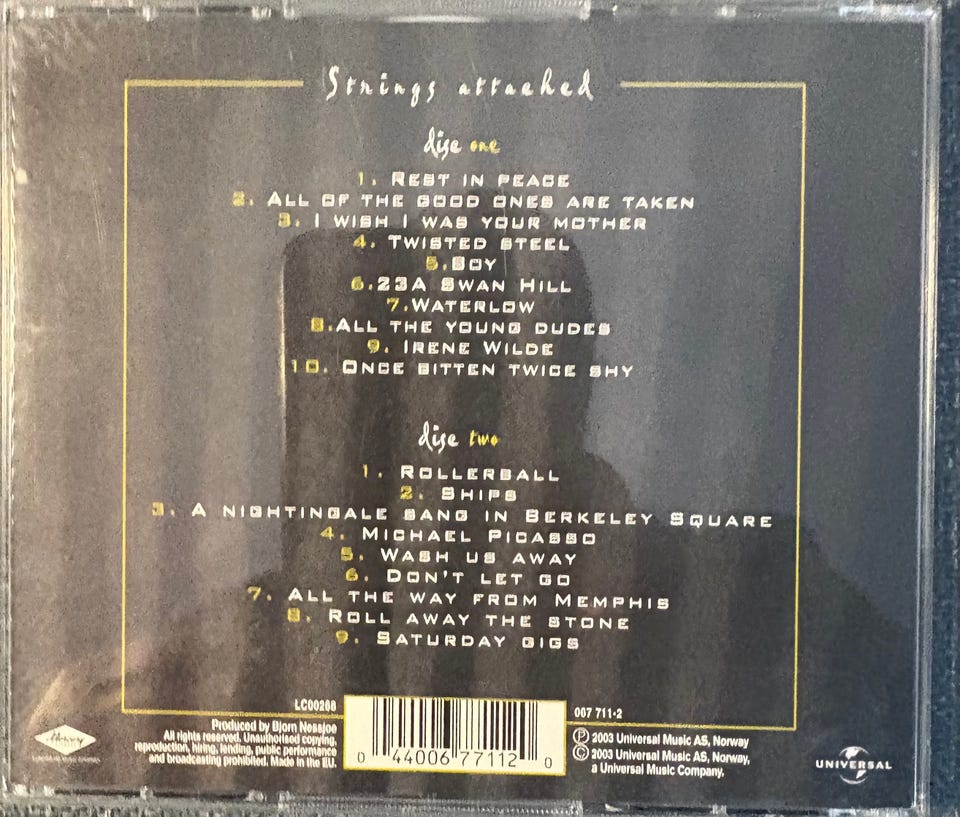 Strings attached
disc one
1. Rest in peace
2. All of the good ones are taken
3. I wish I was your mother
4. Twisted steel
5. Boy
6. 23A Swan Hill
7. Waterlow
8. All the young dudes
9. Irene Wilde
10. Once bitten twice shy
disc two
1. Rollerball
2. Ships
3. A nightingale sang in Berkeley Square
4. Michael Picasso
5. Wash us away
6. Don't let go
7. All the way from Memphis
8. Roll away the stone
9. Saturday gigs
LC00268
067 711-2
Produced by Bjorn Nessjoe
All rights reserved. Unauthorised copying,
reproduction, hiring, lending, public performance
and broadcasting prohibited. Made in the EU.
0 44006 77112 0
Ⓟ 2003 Universal Music AS, Norway
© 2003 Universal Music AS, Norway,
a Universal Music Company.
Mercury
UNIVERSAL